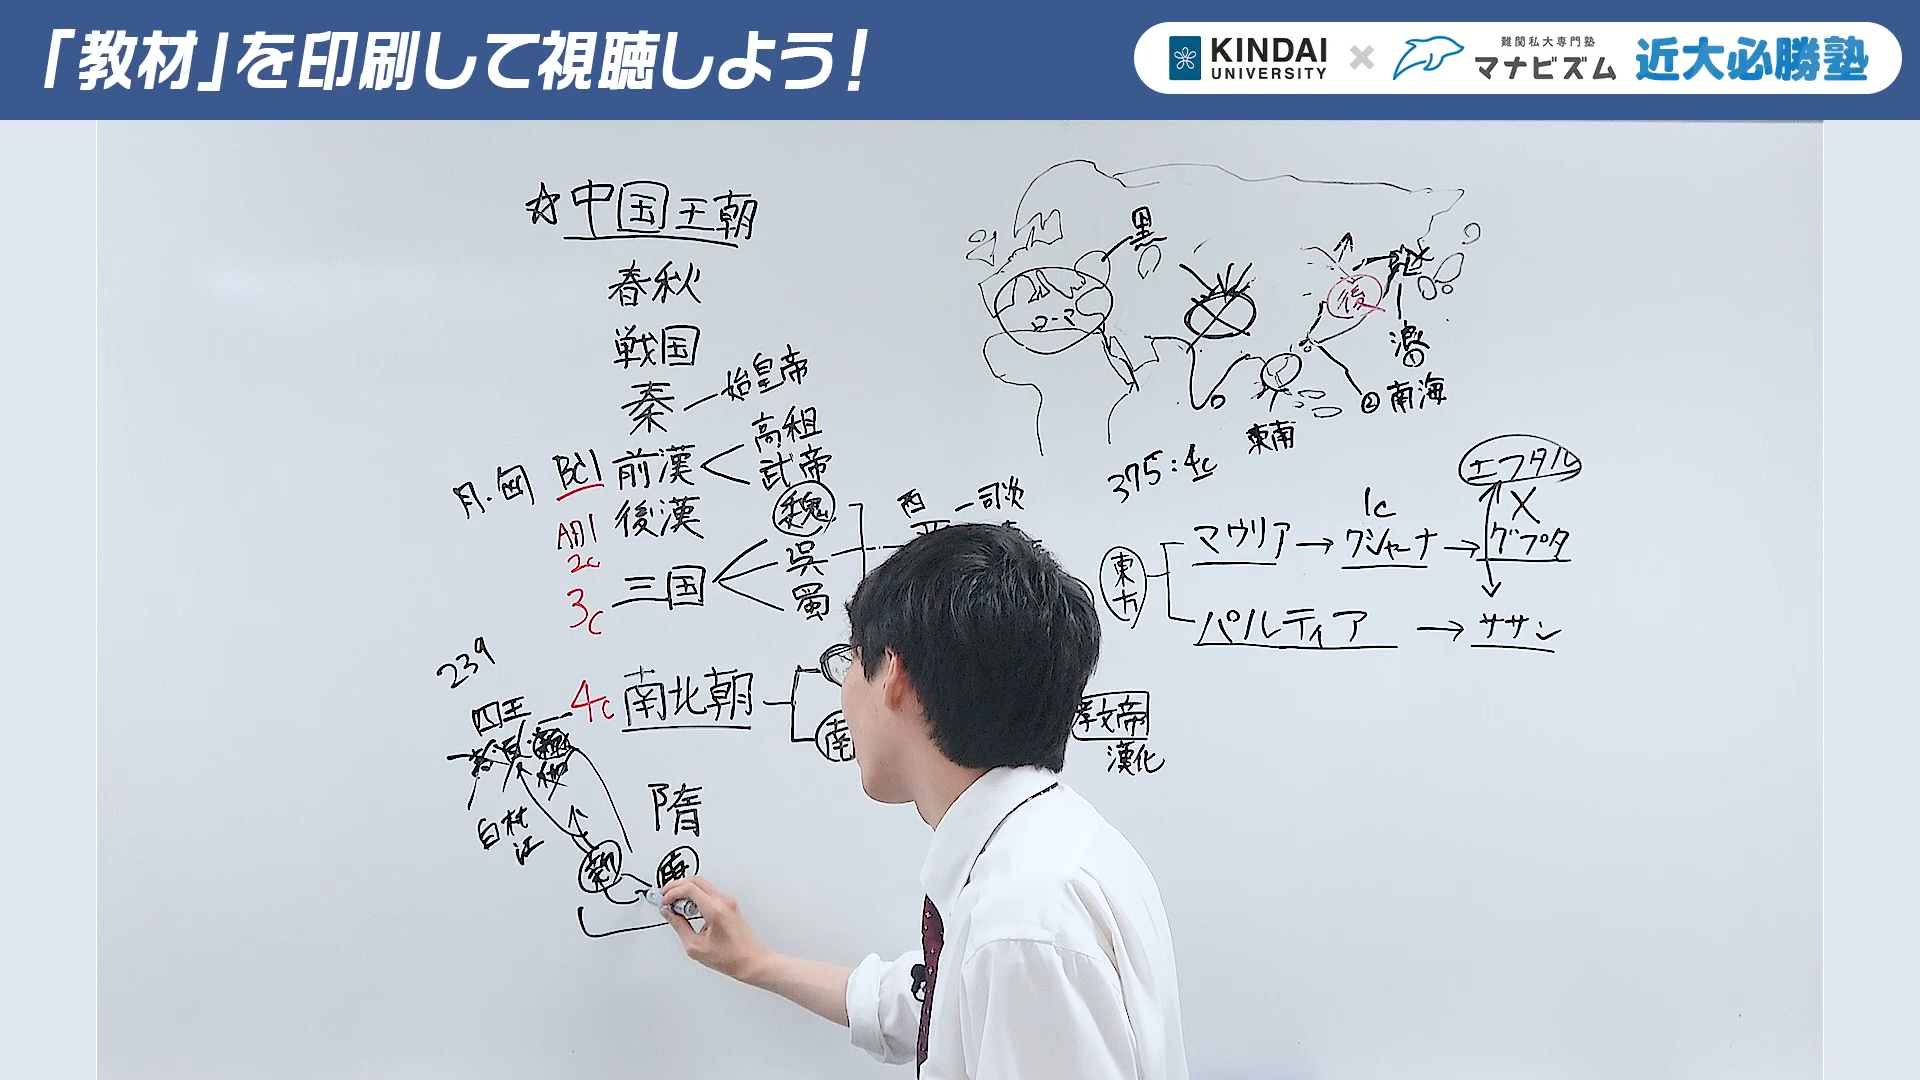 「教材」を印刷して視聴しよう!
KINDAI UNIVERSITY × 難関私大専門塾 マナビズム 近大必勝塾
☆中国王朝
春秋
戦国
秦 始皇帝
月・匈 BC1 前漢 高祖 武帝
AD1 2c 後漢
3c 三国 魏 呉 蜀
西 司
239
四王 4c 南北朝 南
孝文帝
漢化
隋
白村江
黒
ローマ
後
東南
②南海
375:4c
東方
マウリア→クシャーナ→グプタ
1c
エフタル
X
パルティア→ササン